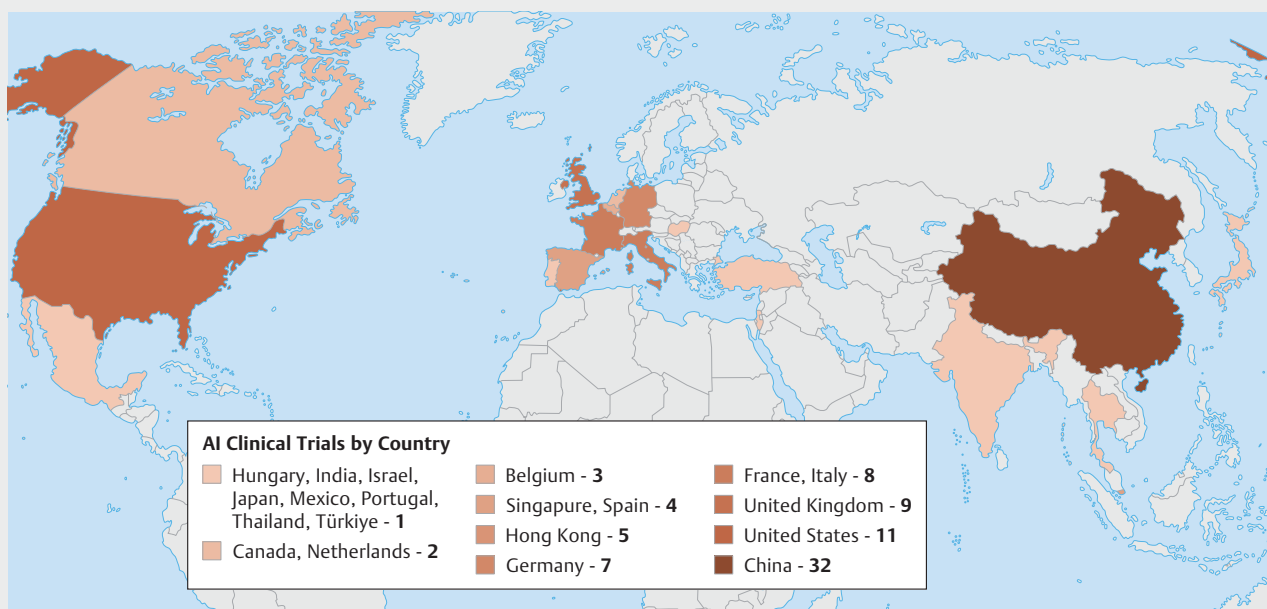 AI Clinical Trials by Country
Hungary, India, Israel,
Japan, Mexico, Portugal,
Thailand, Türkiye - 1
Canada, Netherlands - 2
Belgium - 3
Singapure, Spain - 4
Hong Kong - 5
Germany - 7
France, Italy - 8
United Kingdom - 9
United States - 11
China - 32